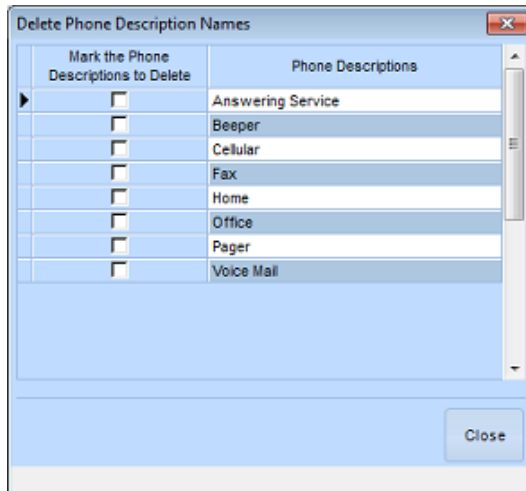 Delete Phone Description Names
Mark the Phone
Descriptions to Delete
Phone Descriptions
Answering Service
Beeper
Cellular
Fax
Home
Office
Pager
Voice Mail
Close